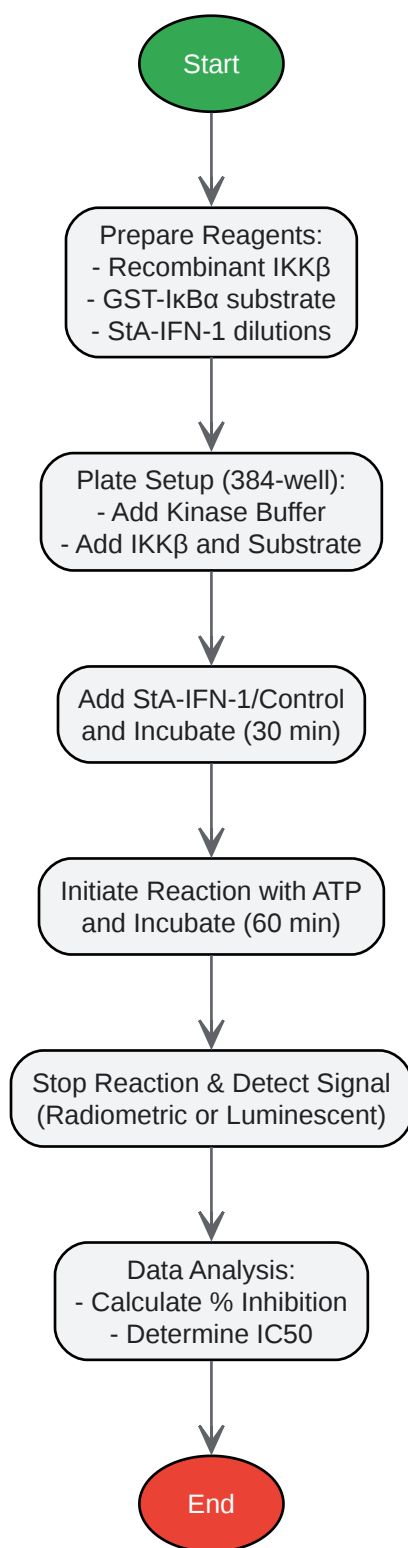 Start
Prepare Reagents:
- Recombinant IKKβ
- GST-IκBα substrate
- StA-IFN-1 dilutions
Plate Setup (384-well):
- Add Kinase Buffer
- Add IKKβ and Substrate
Add StA-IFN-1/Control
and Incubate (30 min)
Initiate Reaction with ATP
and Incubate (60 min)
Stop Reaction & Detect Signal
(Radiometric or Luminescent)
Data Analysis:
- Calculate % Inhibition
- Determine IC50
End